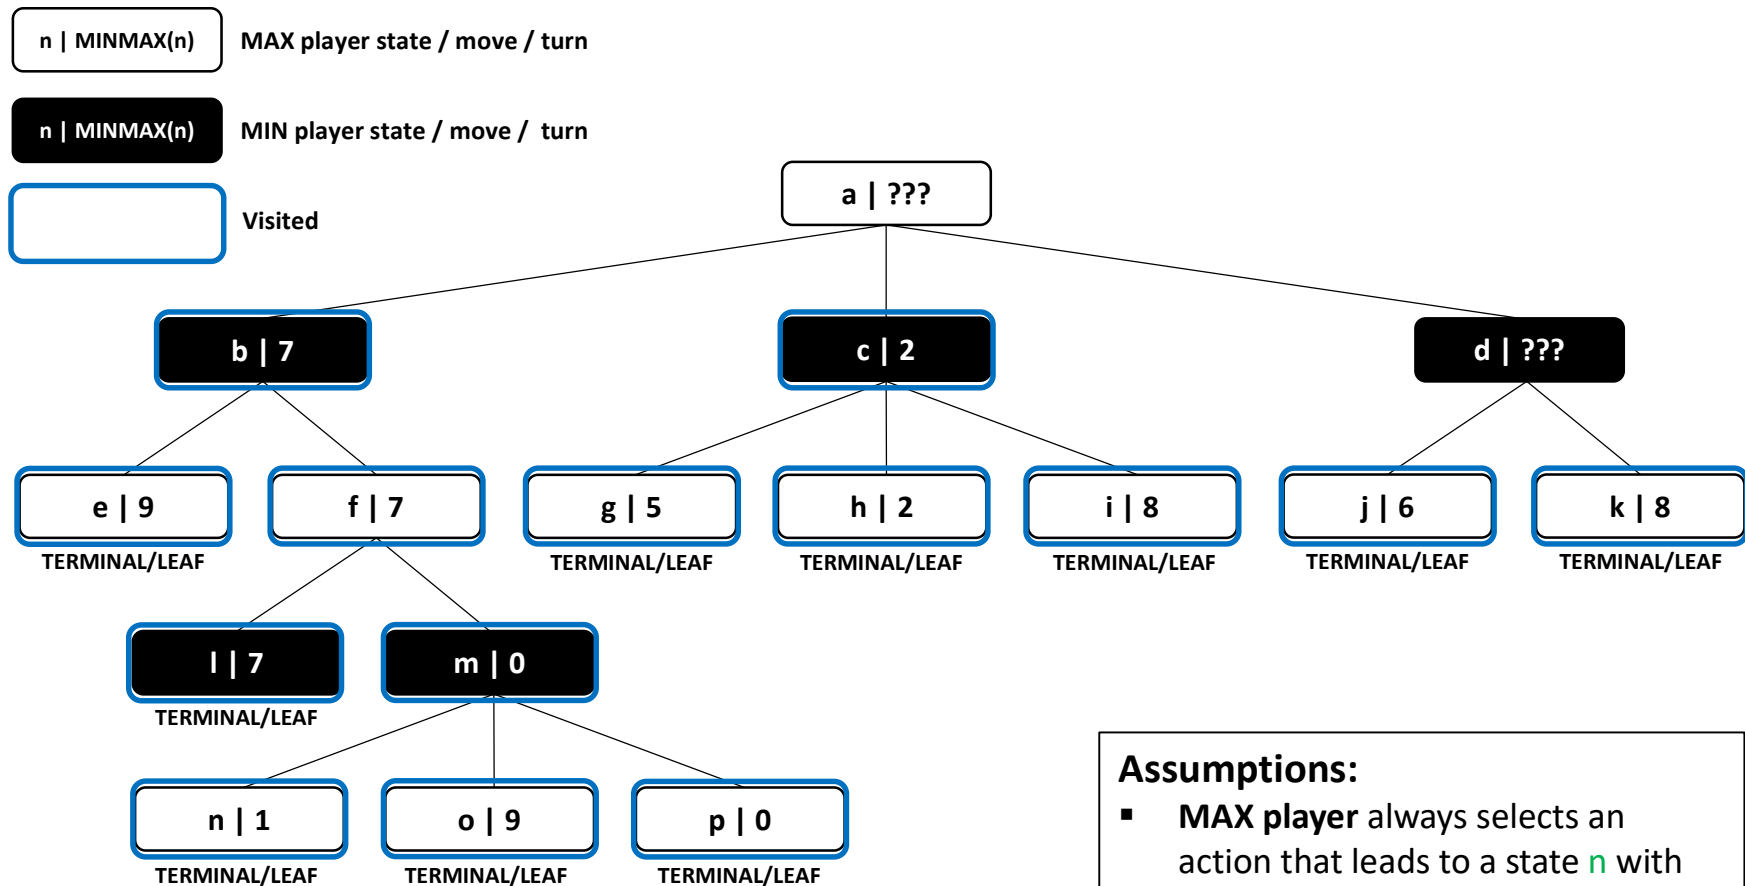 n | MINMAX(n) MAX player state / move / turn
n | MINMAX(n) MIN player state / move / turn
Visited
a | ???
b | 7 c | 2 d | ???
e | 9 f | 7 g | 5 h | 2 i | 8 j | 6 k | 8
TERMINAL/LEAF TERMINAL/LEAF TERMINAL/LEAF TERMINAL/LEAF TERMINAL/LEAF TERMINAL/LEAF
l | 7 m | 0
TERMINAL/LEAF
n | 1 o | 9 p | 0
TERMINAL/LEAF TERMINAL/LEAF TERMINAL/LEAF
Assumptions:
▪ MAX player always selects an
action that leads to a state n with